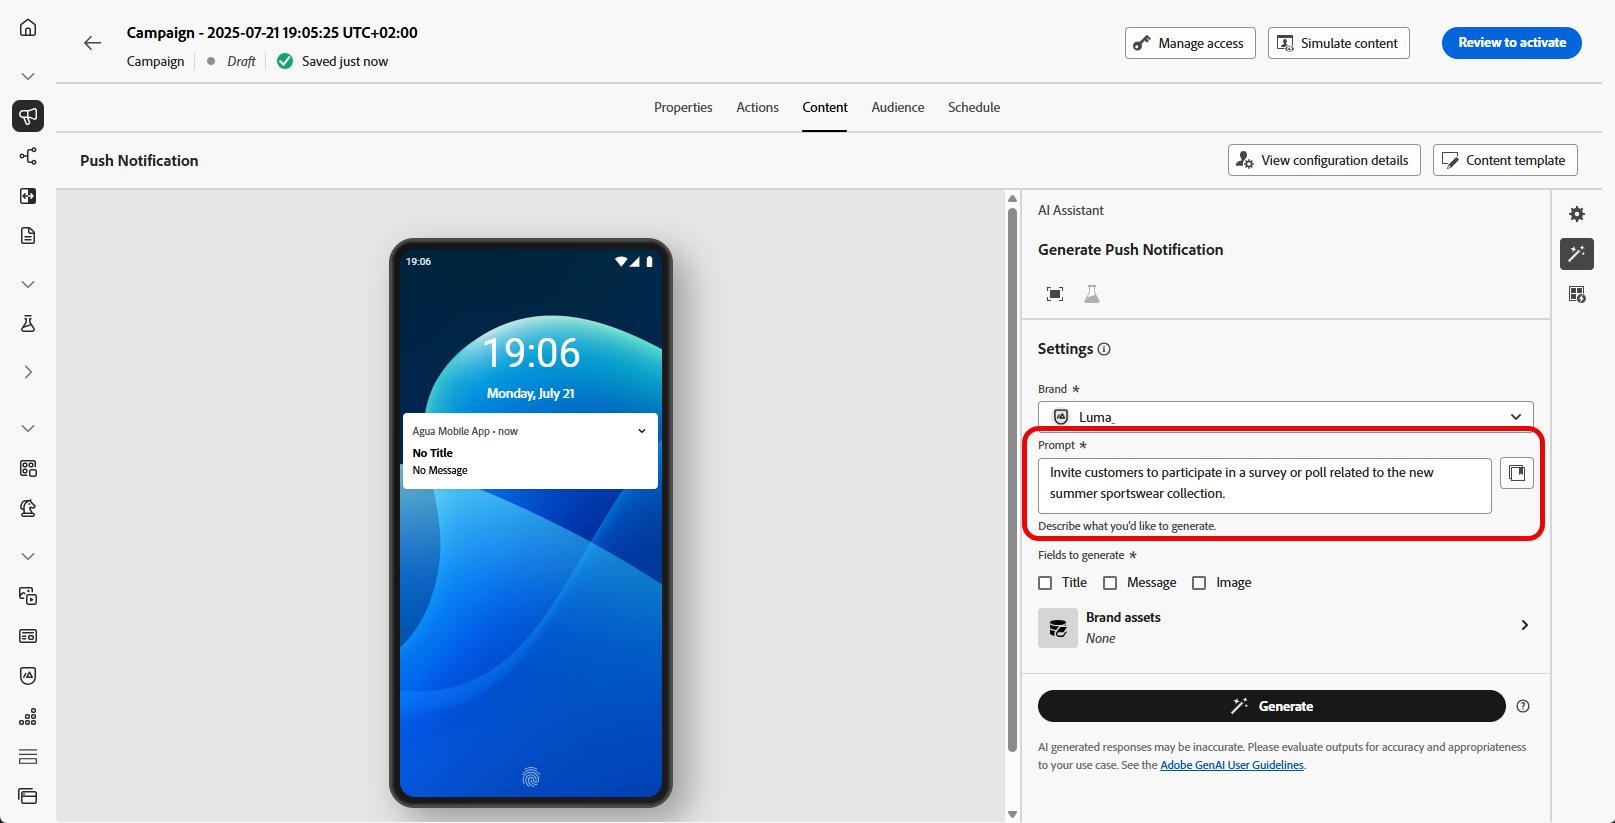 Campaign - 2025-07-21 19:05:25 UTC+02:00
Campaign
Draft
Saved just now
Manage access
Simulate content
Review to activate
Properties
Actions
Content
Audience
Schedule
Push Notification
View configuration details
Content template
19:06
19:06
Monday, July 21
Agua Mobile App • now
No Title
No Message
AI Assistant
Generate Push Notification
Settings
Brand *
Luma_
Prompt *
Invite customers to participate in a survey or poll related to the new
summer sportswear collection.
Describe what you'd like to generate.
Fields to generate *
Title
Message
Image
Brand assets
None
Generate
AI generated responses may be inaccurate. Please evaluate outputs for accuracy and appropriateness
to your use case. See the Adobe GenAI User Guidelines.